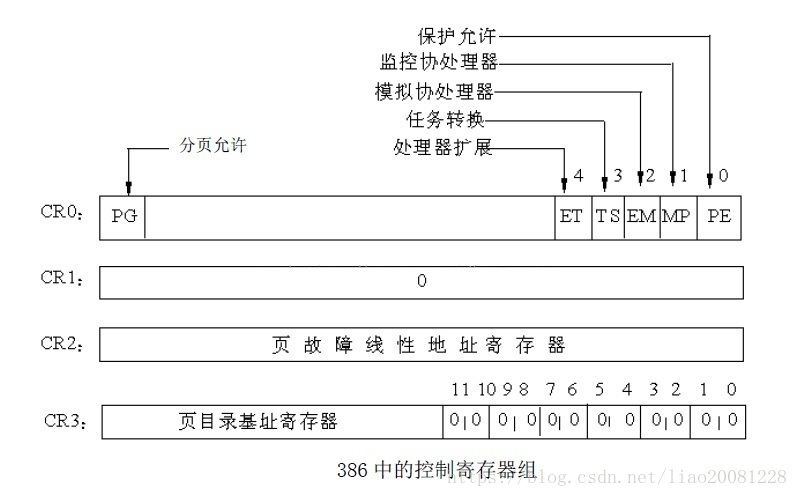 保护允许
监控协处理器
模拟协处理器
任务转换
分页允许
处理器扩展
4 3 2 1 0
CR0: PG ET TS EM MP PE
CR1: 0
CR2: 页故障线性地址寄存器
11 10 9 8 7 6 5 4 3 2 1 0
CR3: 页目录基址寄存器 0 0 0 0 0 0 0 0 0 0 0 0
386 中的控制寄存器组
https://blog.csdn.net/liao20081228